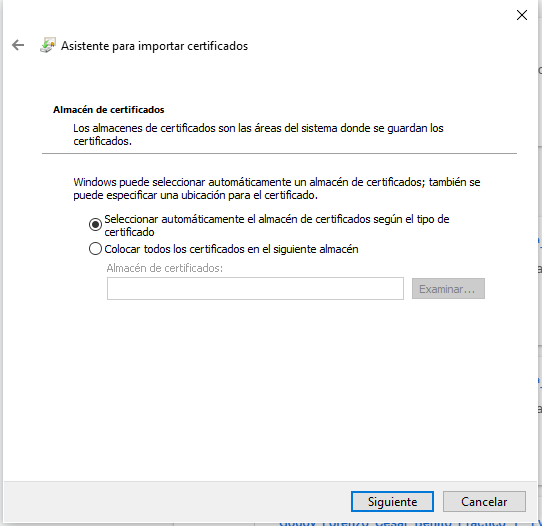 Asistente para importar certificados
Almacén de certificados
Los almacenes de certificados son las áreas del sistema donde se guardan los
certificados.
Windows puede seleccionar automáticamente un almacén de certificados; también se
puede especificar una ubicación para el certificado.
Seleccionar automáticamente el almacén de certificados según el tipo de
certificado
Colocar todos los certificados en el siguiente almacén
Almacén de certificados:
Examinar...
Siguiente
Cancelar